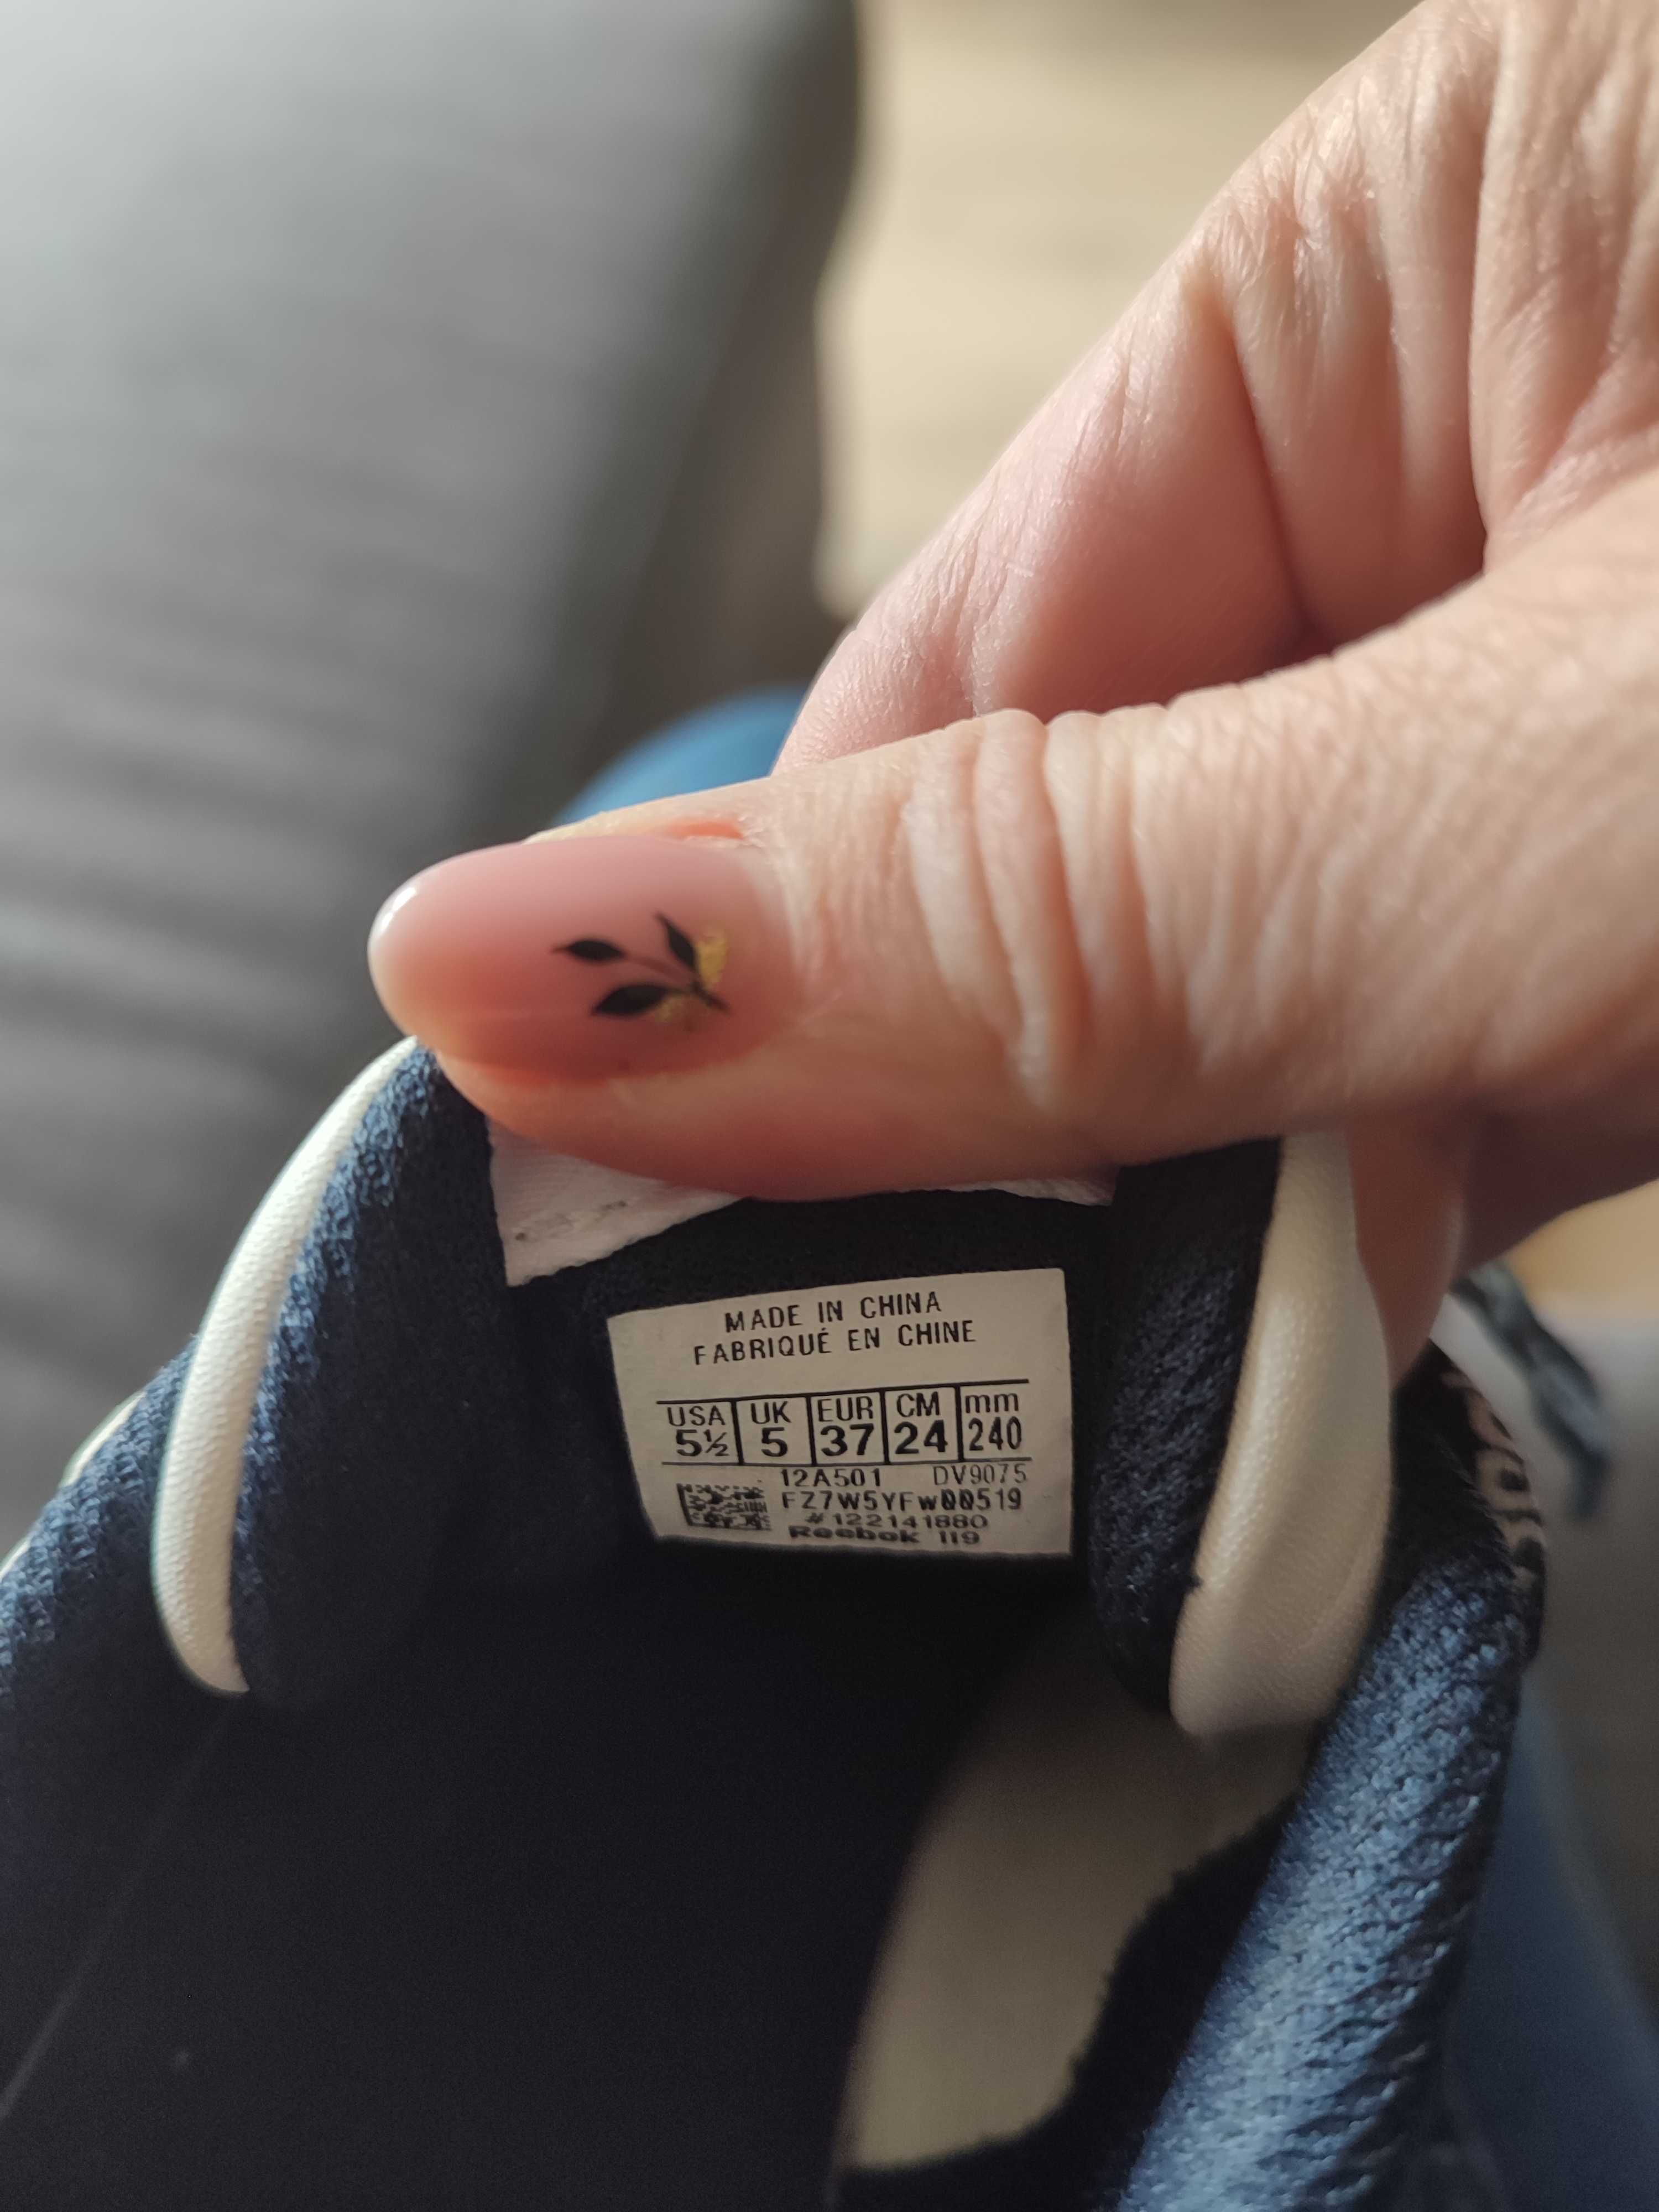 MADE IN CHINA
FABRIQUÉ EN CHINE
USA UK EUR CM mm
5½ 5 37 24 240
12A501 DV9075
FZ7W5YFw00519
#122141880
Reebok 119